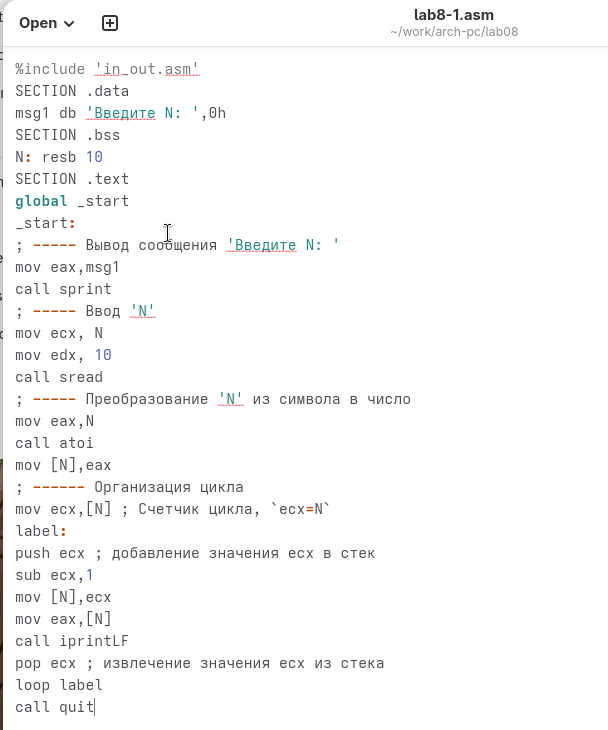 Open
lab8-1.asm
~/work/arch-pc/lab08
%include 'in_out.asm'
SECTION .data
msg1 db 'Введите N: ',0h
SECTION .bss
N: resb 10
SECTION .text
global _start
_start:
; ----- Вывод сообщения 'Введите N: '
mov eax,msg1
call sprint
; ----- Ввод 'N'
mov ecx, N
mov edx, 10
call sread
; ----- Преобразование 'N' из символа в число
mov eax,N
call atoi
mov [N],eax
; ------ Организация цикла
mov ecx,[N] ; Счетчик цикла, `ecx=N`
label:
push ecx ; добавление значения ecx в стек
sub ecx,1
mov [N],ecx
mov eax,[N]
call iprintLF
pop ecx ; извлечение значения ecx из стека
loop label
call quit